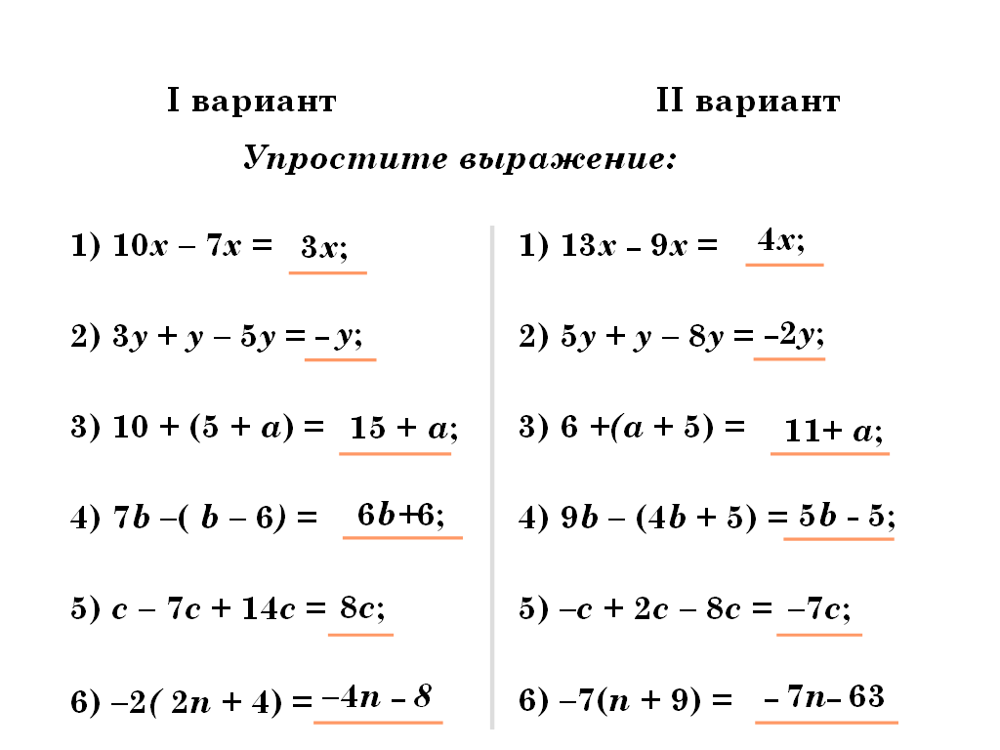 I вариант
II вариант
Упростите выражение:
1) 10x – 7x = 3x;
2) 3y + y – 5y = – y;
3) 10 + (5 + a) = 15 + a;
4) 7b –( b – 6) = 6b+6;
5) c – 7c + 14c = 8c;
6) –2( 2n + 4) = –4n – 8
1) 13x – 9x = 4x;
2) 5y + y – 8y = –2y;
3) 6 +(a + 5) = 11+ a;
4) 9b – (4b + 5) = 5b - 5;
5) –c + 2c – 8c = –7c;
6) –7(n + 9) = – 7n– 63